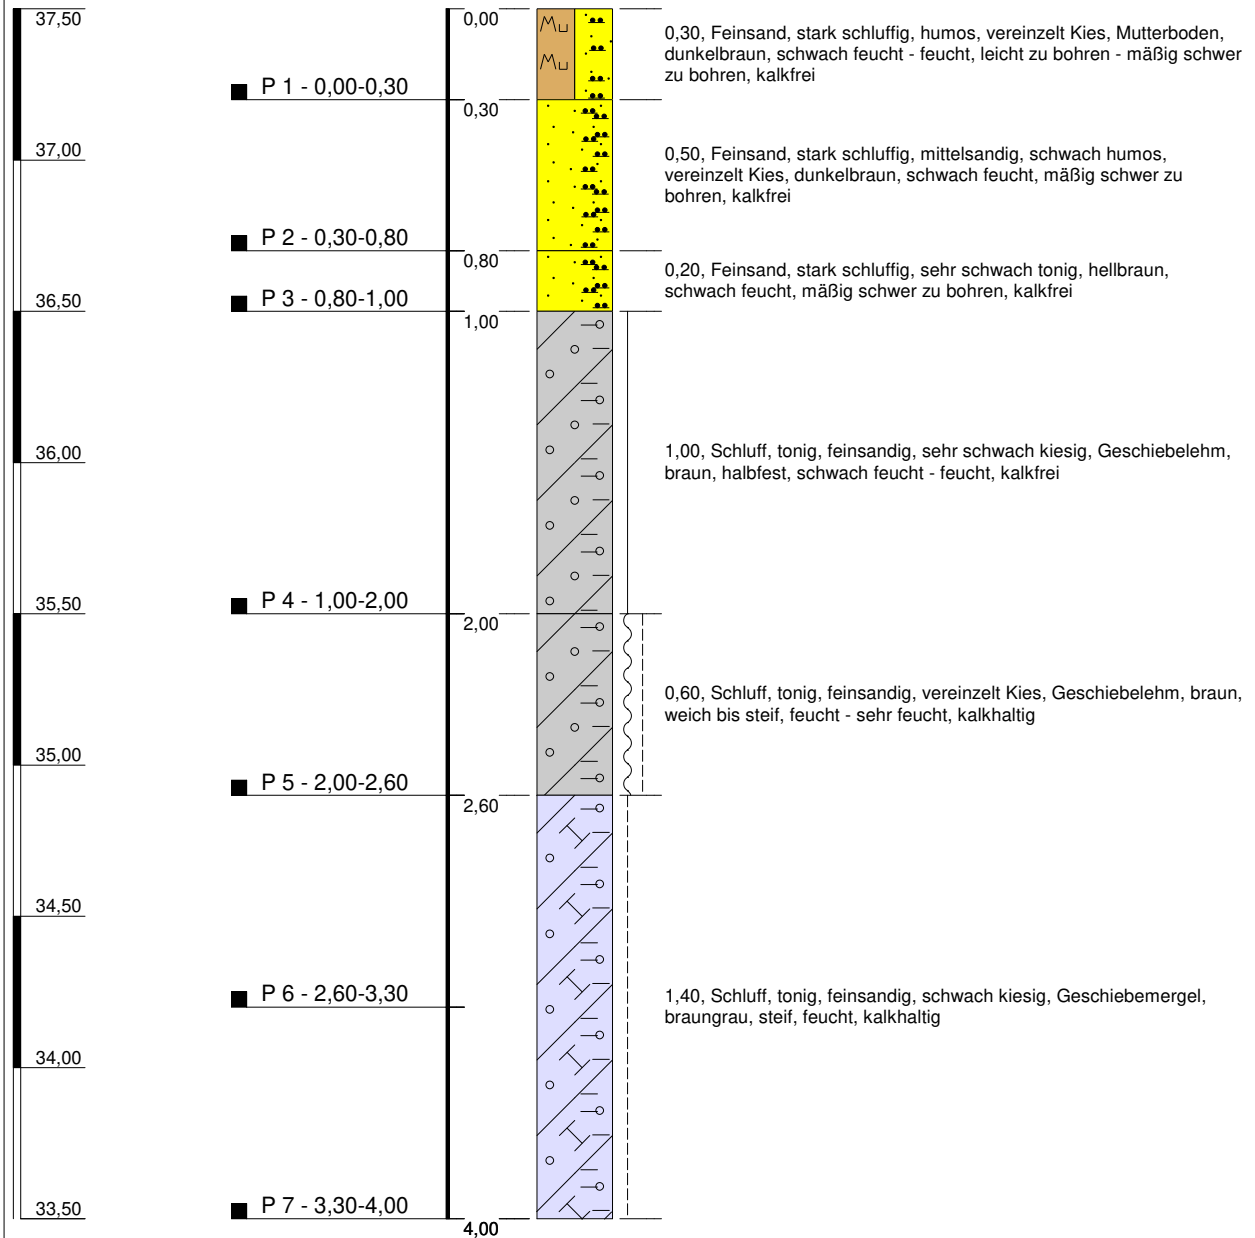 37,50
0,00
Mu
Mu
0,30, Feinsand, stark schluffig, humos, vereinzelt Kies, Mutterboden,
dunkelbraun, schwach feucht - feucht, leicht zu bohren - mäßig schwer
zu bohren, kalkfrei
P 1 - 0,00-0,30
0,30
37,00
0,50, Feinsand, stark schluffig, mittelsandig, schwach humos,
vereinzelt Kies, dunkelbraun, schwach feucht, mäßig schwer zu
bohren, kalkfrei
P 2 - 0,30-0,80
0,80
0,20, Feinsand, stark schluffig, sehr schwach tonig, hellbraun,
schwach feucht, mäßig schwer zu bohren, kalkfrei
36,50
P 3 - 0,80-1,00
1,00
36,00
1,00, Schluff, tonig, feinsandig, sehr schwach kiesig, Geschiebelehm,
braun, halbfest, schwach feucht - feucht, kalkfrei
35,50
P 4 - 1,00-2,00
2,00
0,60, Schluff, tonig, feinsandig, vereinzelt Kies, Geschiebelehm, braun,
weich bis steif, feucht - sehr feucht, kalkhaltig
35,00
P 5 - 2,00-2,60
2,60
34,50
P 6 - 2,60-3,30
1,40, Schluff, tonig, feinsandig, schwach kiesig, Geschiebemergel,
braungrau, steif, feucht, kalkhaltig
34,00
33,50
P 7 - 3,30-4,00
4,00